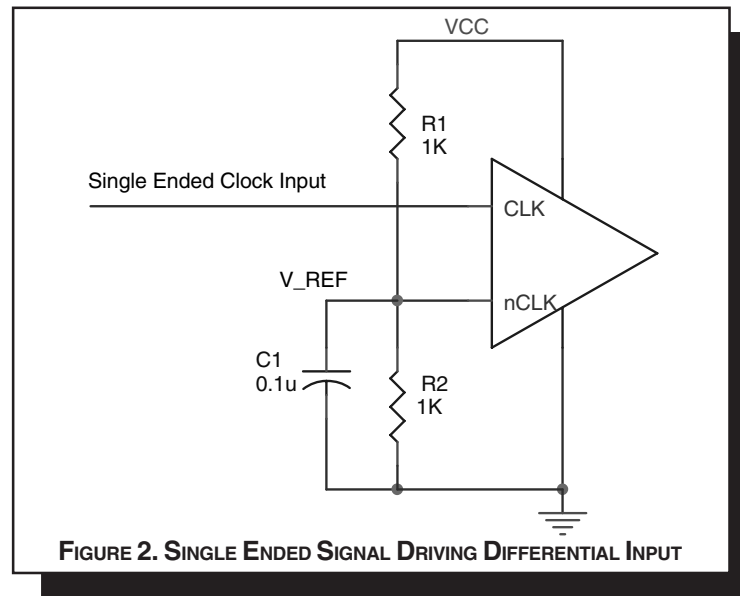 VCC
R1
1K
Single Ended Clock Input
CLK
V_REF
nCLK
C1
0.1u
R2
1K
FIGURE 2. SINGLE ENDED SIGNAL DRIVING DIFFERENTIAL INPUT